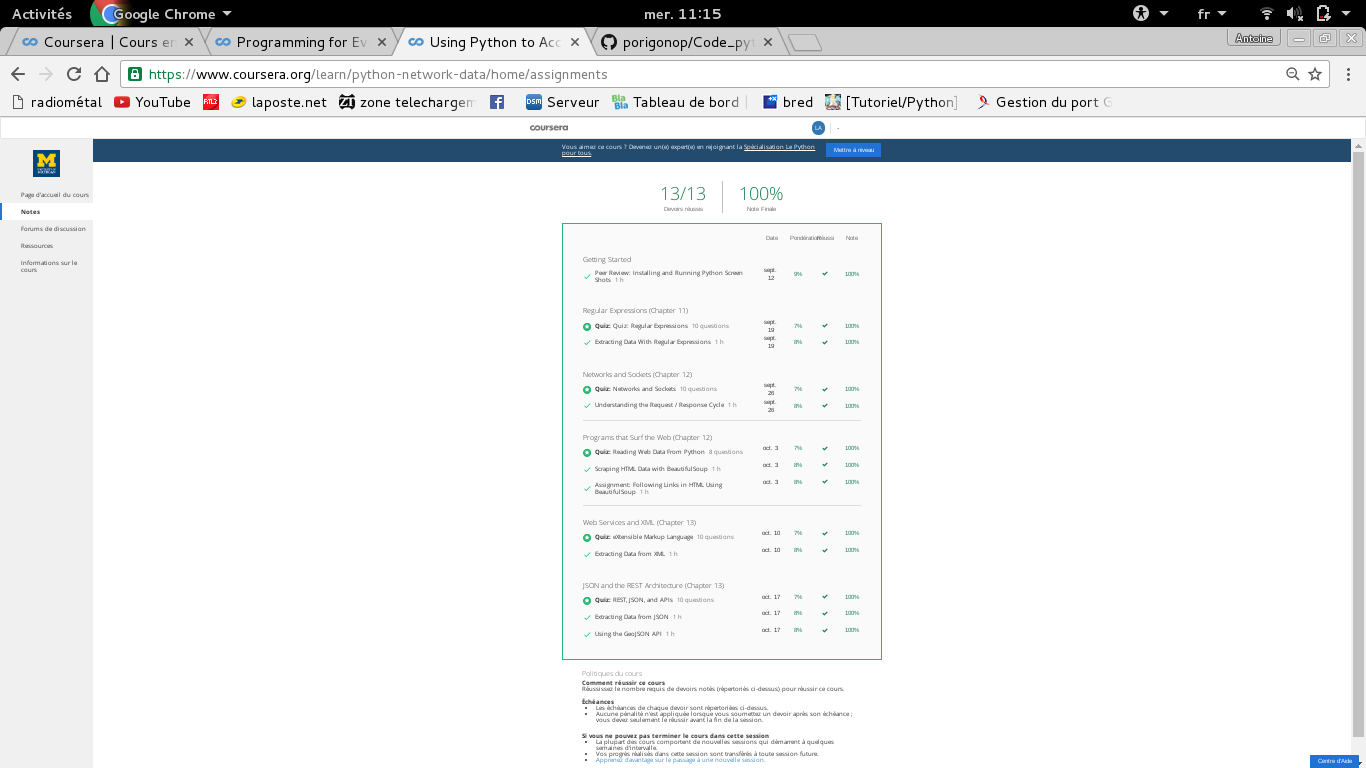 Activités Google Chrome mer. 11:15 fr
Coursera | Cours en Programming for Ev Using Python to Acc porigonop/Code_pyt Antoine
https://www.coursera.org/learn/python-network-data/home/assignments
radiométal YouTube RTL2 laposte.net zone telechargem Serveur Tableau de bord bred [Tutoriel/Python] Gestion du port G
coursera LA
Vous aimez ce cours ? Devenez un(e) expert(e) en rejoignant la Spécialisation Le Python
pour tous.
Mettre à niveau
Page d'accueil du cours
Notes
Forums de discussion
Ressources
Informations sur le
cours
13/13 100%
Devoirs réussis Note Finale
Date Pondération Réussi Note
Getting Started
Peer Review: Installing and Running Python Screen
Shots 1 h
sept.
12
9% 100%
Regular Expressions (Chapter 11)
Quiz: Quiz: Regular Expressions 10 questions
sept.
19
7% 100%
Extracting Data With Regular Expressions 1 h
sept.
19
8% 100%
Networks and Sockets (Chapter 12)
Quiz: Networks and Sockets 10 questions
sept.
26
7% 100%
Understanding the Request / Response Cycle 1 h
sept.
26
8% 100%
Programs that Surf the Web (Chapter 12)
Quiz: Reading Web Data From Python 8 questions oct. 3 7% 100%
Scraping HTML Data with BeautifulSoup 1 h oct. 3 8% 100%
Assignment: Following Links in HTML Using
BeautifulSoup 1 h
oct. 3 8% 100%
Web Services and XML (Chapter 13)
Quiz: eXtensible Markup Language 10 questions oct. 10 7% 100%
Extracting Data from XML 1 h oct. 10 8% 100%
JSON and the REST Architecture (Chapter 13)
Quiz: REST, JSON, and APIs 10 questions oct. 17 7% 100%
Extracting Data from JSON 1 h oct. 17 8% 100%
Using the GeoJSON API 1 h oct. 17 8% 100%
Politiques du cours
Comment réussir ce cours
Réussissez le nombre requis de devoirs notés (répertoriés ci-dessus) pour réussir ce cours.
Échéances
Les échéances de chaque devoir sont répertoriées ci-dessus.
Aucune pénalité n'est appliquée lorsque vous soumettez un devoir après son échéance ;
vous devez seulement le réussir avant la fin de la session.
Si vous ne pouvez pas terminer le cours dans cette session
La plupart des cours comportent de nouvelles sessions qui démarrent à quelques
semaines d'intervalle.
Vos progrès réalisés dans cette session sont transférés à toute session future.
Apprenez davantage sur le passage à une nouvelle session.
Centre d'Aide